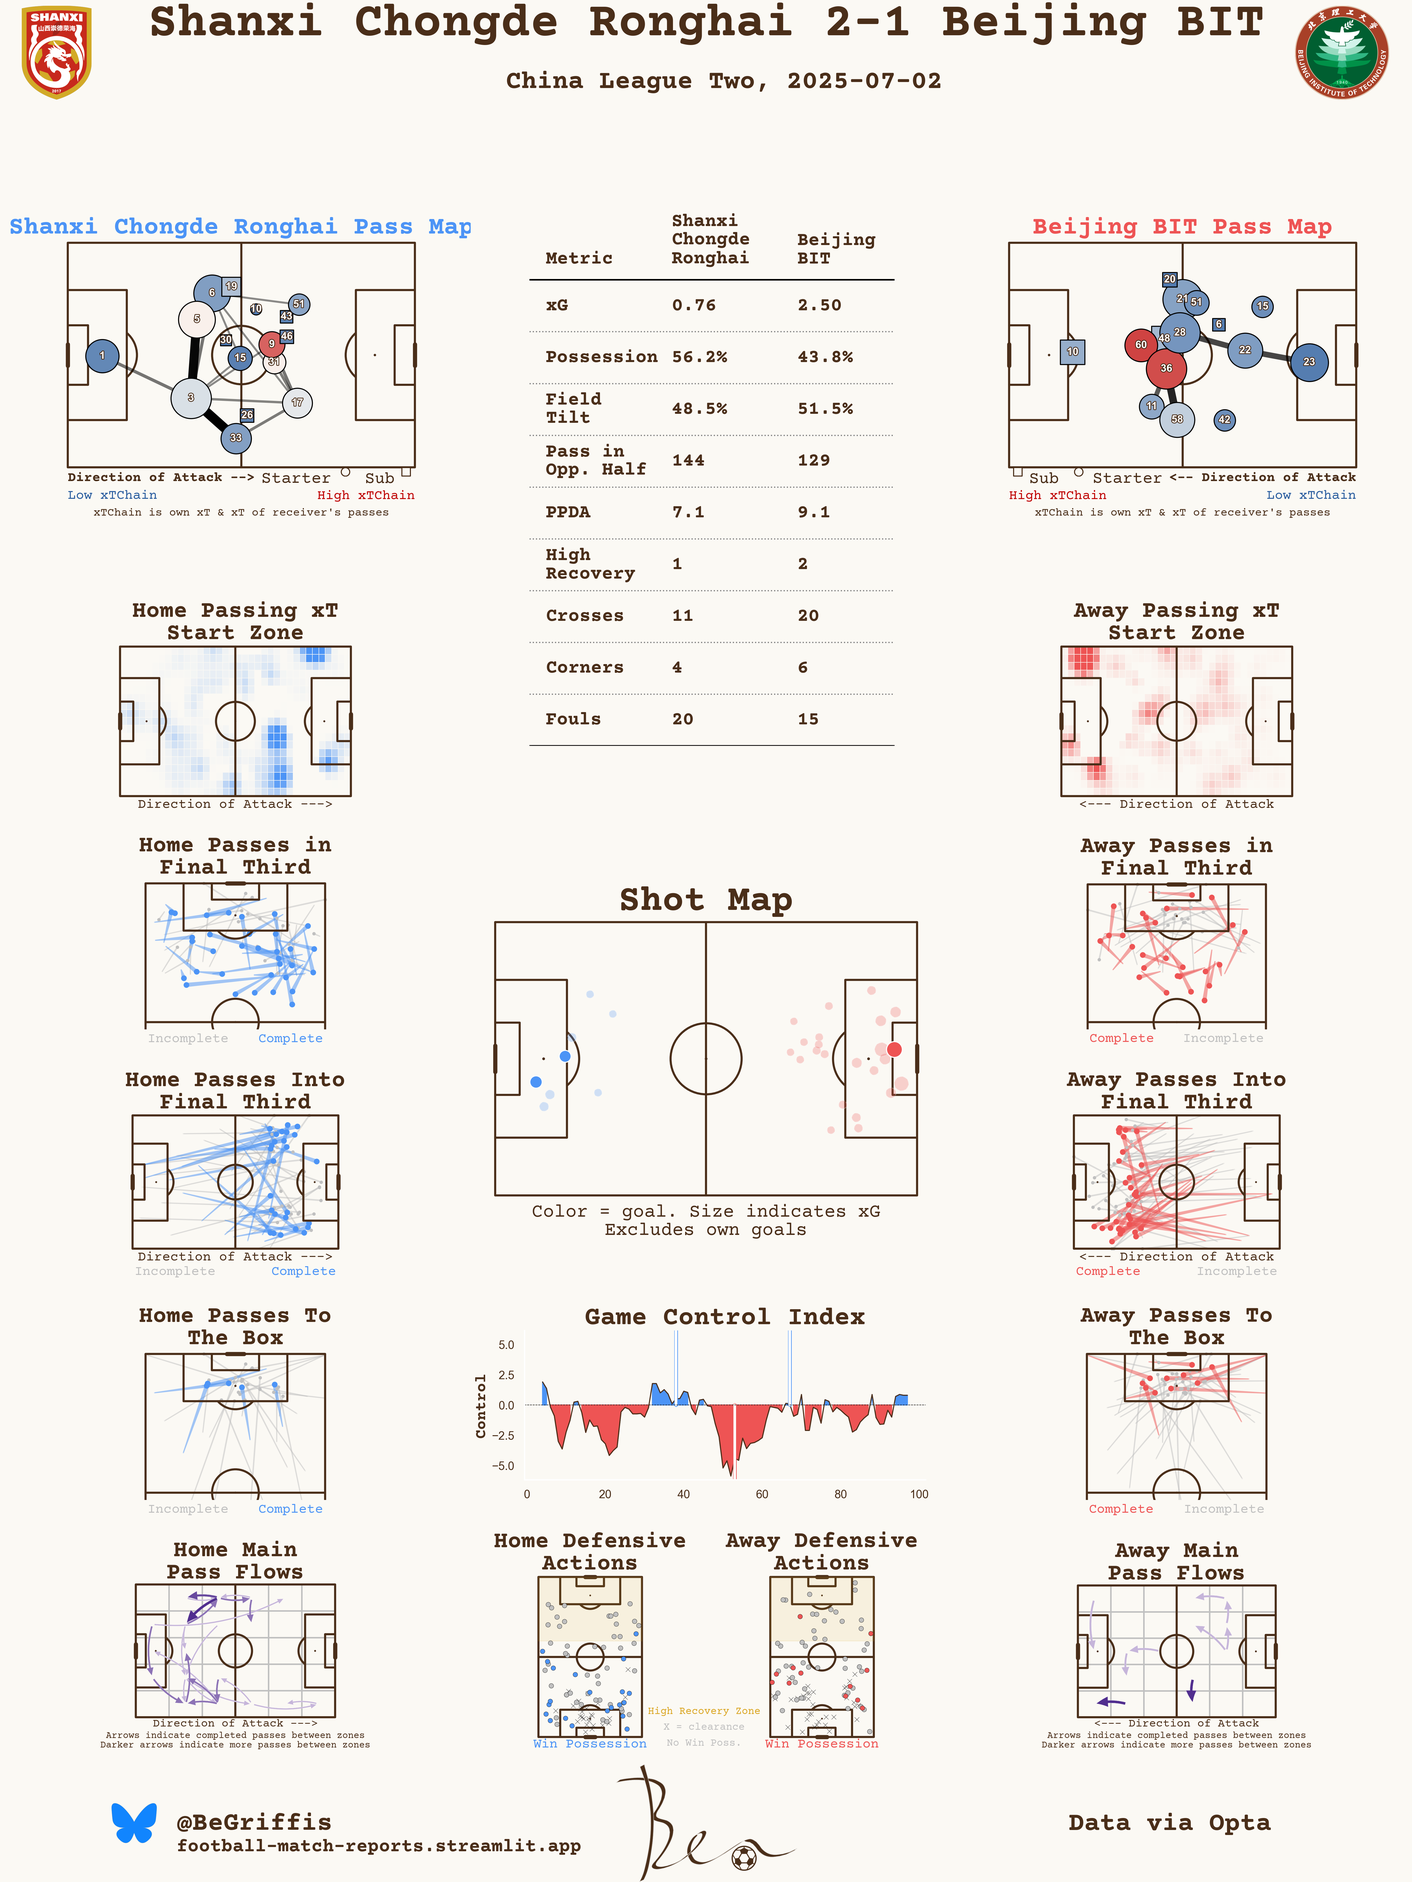 Shanxi Chongde Ronghai 2-1 Beijing BIT
China League Two, 2025-07-02
SHANXI
山西崇德荣海
2017
北京理工大学
1940
BEIJING INSTITUTE OF TECHNOLOGY
Shanxi Chongde Ronghai Pass Map
6
19
51
10
5
43
46
30
9
1
15
31
3
17
26
33
Direction of Attack --> Starter Sub
Low xTChain High xTChain
xTChain is own xT & xT of receiver's passes
Metric Shanxi Chongde Ronghai Beijing BIT
xG 0.76 2.50
Possession 56.2% 43.8%
Field Tilt 48.5% 51.5%
Pass in Opp. Half 144 129
PPDA 7.1 9.1
High Recovery 1 2
Crosses 11 20
Corners 4 6
Fouls 20 15
Beijing BIT Pass Map
20
21
51
15
6
28
48
60
22
10
23
36
11
58
42
Sub Starter <-- Direction of Attack
High xTChain Low xTChain
xTChain is own xT & xT of receiver's passes
Home Passing xT
Start Zone
Direction of Attack --->
Away Passing xT
Start Zone
<--- Direction of Attack
Home Passes in
Final Third
Incomplete Complete
Away Passes in
Final Third
Complete Incomplete
Shot Map
Color = goal. Size indicates xG
Excludes own goals
Home Passes Into
Final Third
Direction of Attack --->
Incomplete Complete
Away Passes Into
Final Third
<--- Direction of Attack
Complete Incomplete
Home Passes To
The Box
Incomplete Complete
Game Control Index
Control
5.0
2.5
0.0
−2.5
−5.0
0 20 40 60 80 100
Away Passes To
The Box
Complete Incomplete
Home Main
Pass Flows
Direction of Attack --->
Arrows indicate completed passes between zones
Darker arrows indicate more passes between zones
Home Defensive
Actions
Win Possession
Away Defensive
Actions
Win Possession
High Recovery Zone
X = clearance
No Win Poss.
Away Main
Pass Flows
<--- Direction of Attack
Arrows indicate completed passes between zones
Darker arrows indicate more passes between zones
@BeGriffis
football-match-reports.streamlit.app
Ben
Data via Opta